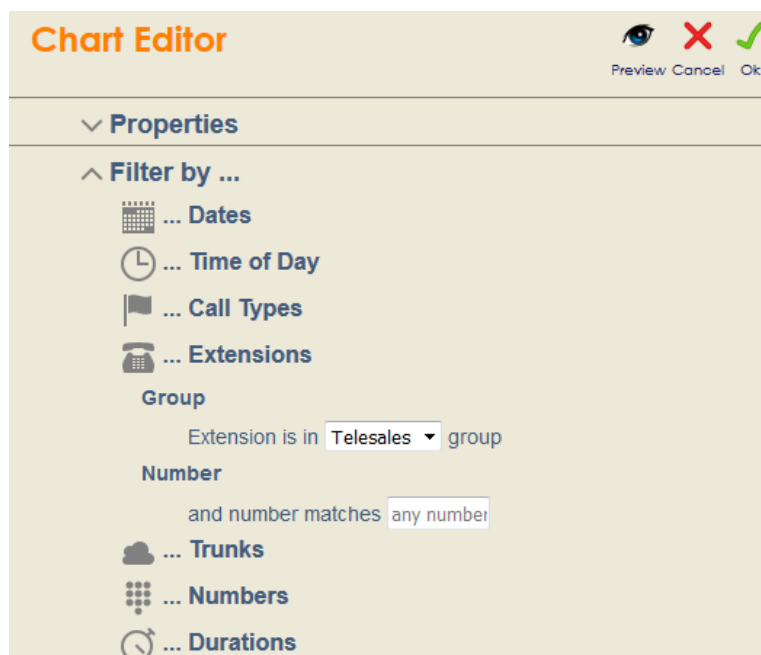 Chart Editor
Preview Cancel Ok
Properties
Filter by ...
... Dates
... Time of Day
... Call Types
... Extensions
Group
Extension is in Telesales group
Number
and number matches any number
... Trunks
... Numbers
... Durations